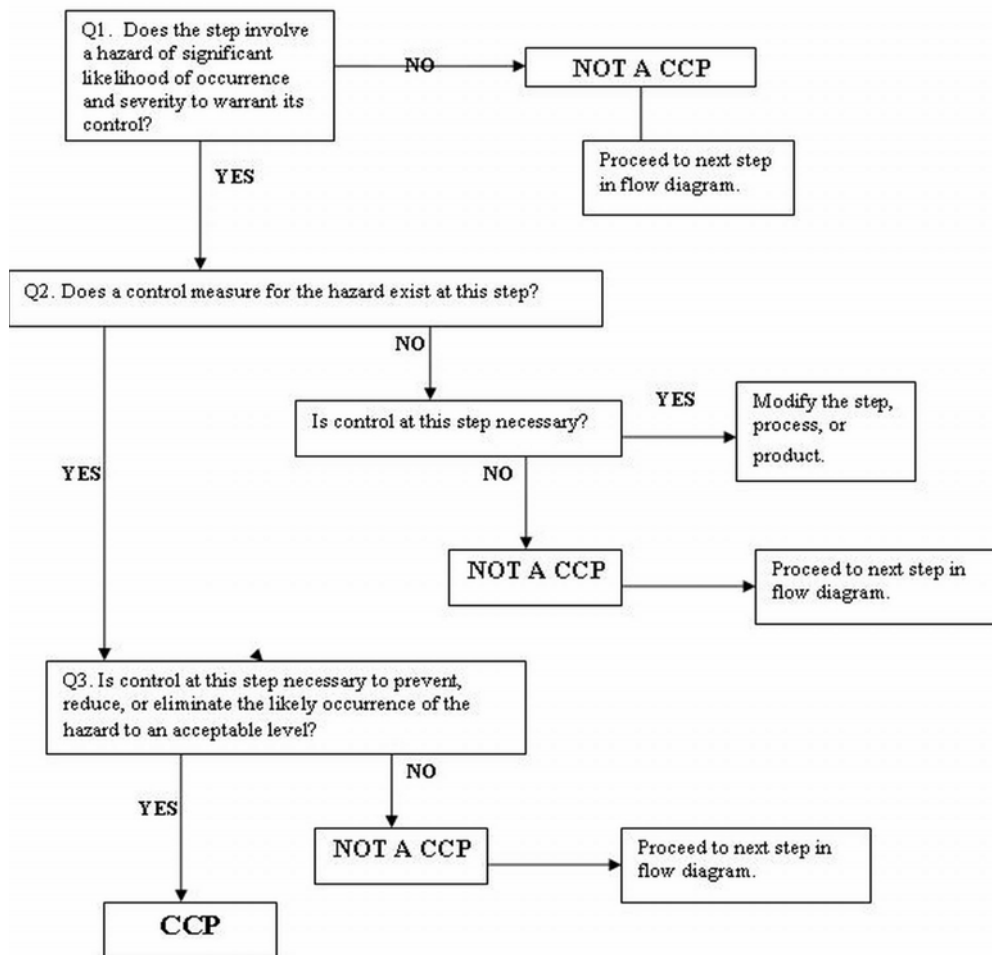 Q1. Does the step involve
a hazard of significant
likelihood of occurrence
and severity to warrant its
control?
NO
NOT A CCP
Proceed to next step
in flow diagram.
YES
Q2. Does a control measure for the hazard exist at this step?
NO
Is control at this step necessary?
YES
Modify the step,
process, or
product.
YES
NO
NOT A CCP
Proceed to next step in
flow diagram.
Q3. Is control at this step necessary to prevent,
reduce, or eliminate the likely occurrence of the
hazard to an acceptable level?
NO
YES
NOT A CCP
Proceed to next step in
flow diagram.
CCP